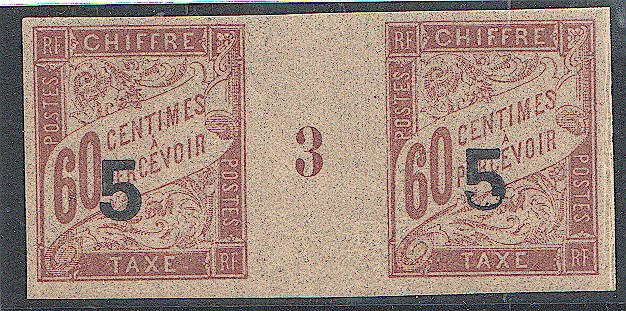 RF CHIFFRE
POSTES
60 CENTIMES
À
PERCEVOIR
5
POSTES
TAXE RF
3
RF CHIFFRE
POSTES
60 CENTIMES
À
PERCEVOIR
5
POSTES
TAXE RF